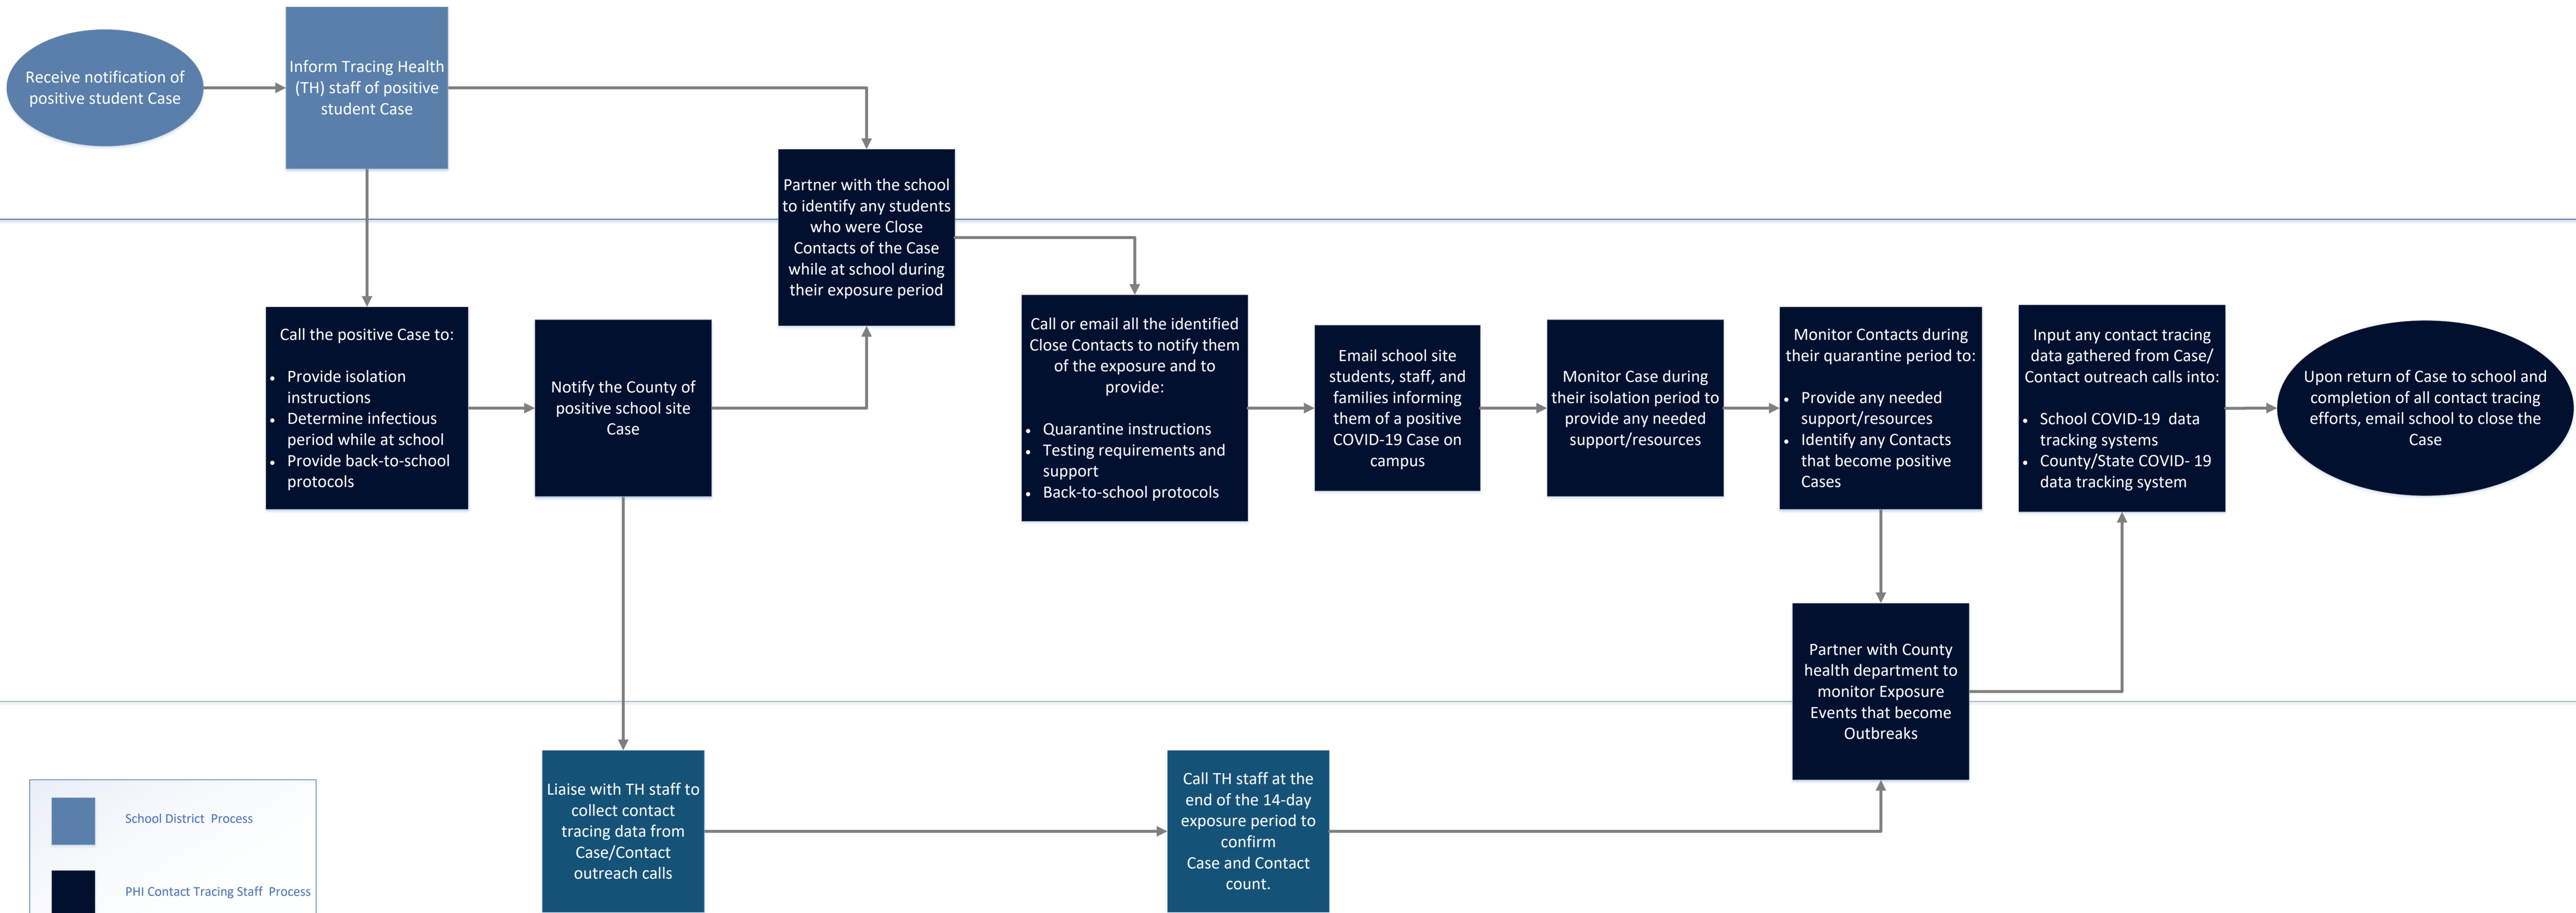 Receive notification of
positive student Case
Inform Tracing Health
(TH) staff of positive
student Case
Partner with the school
to identify any students
who were Close
Contacts of the Case
while at school during
their exposure period
Call the positive Case to:
• Provide isolation
instructions
• Determine infectious
period while at school
• Provide back-to-school
protocols
Notify the County of
positive school site
Case
Call or email all the identified
Close Contacts to notify them
of the exposure and to
provide:
• Quarantine instructions
• Testing requirements and
support
• Back-to-school protocols
Email school site
students, staff, and
families informing
them of a positive
COVID-19 Case on
campus
Monitor Case during
their isolation period to
provide any needed
support/resources
Monitor Contacts during
their quarantine period to:
• Provide any needed
support/resources
• Identify any Contacts
that become positive
Cases
Input any contact tracing
data gathered from Case/
Contact outreach calls into:
• School COVID-19 data
tracking systems
• County/State COVID- 19
data tracking system
Upon return of Case to school and
completion of all contact tracing
efforts, email school to close the
Case
Partner with County
health department to
monitor Exposure
Events that become
Outbreaks
Liaise with TH staff to
collect contact
tracing data from
Case/Contact
outreach calls
Call TH staff at the
end of the 14-day
exposure period to
confirm
Case and Contact
count.
School District Process
PHI Contact Tracing Staff Process